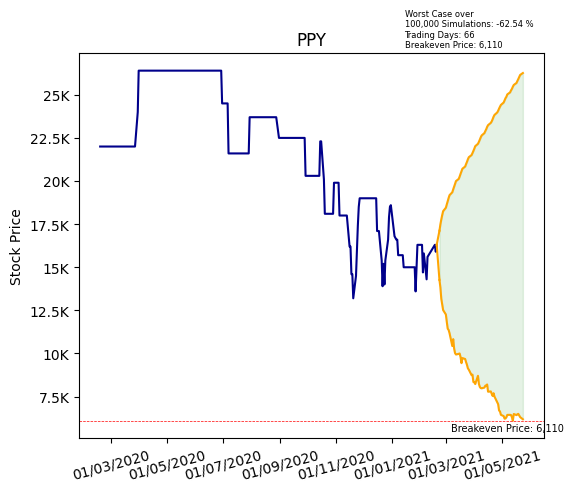 Worst Case over
100,000 Simulations: -62.54 %
Trading Days: 66
Breakeven Price: 6,110
PPY
Stock Price
25K
22.5K
20K
17.5K
15K
12.5K
10K
7.5K
Breakeven Price: 6,110
01/03/2020 01/05/2020 01/07/2020 01/09/2020 01/11/2020 01/01/2021 01/03/2021 01/05/2021